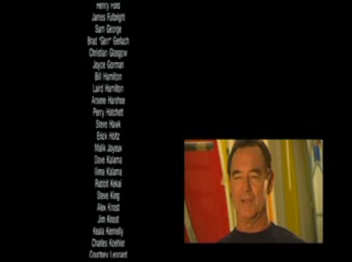 Henry Ford
James Fulbright
Sam George
Brad "Gerr" Gerlach
Christian Glasgow
Joyce Gorman
Bill Hamilton
Laird Hamilton
Arsene Harehoe
Perry Hatchett
Steve Hawk
Erick Holtz
Malik Joyeux
Dave Kalama
Ilima Kalama
Rabbit Kekai
Steve King
Alex Knost
Jim Knost
Keala Kennelly
Charles Koehler
Courtney Leonard